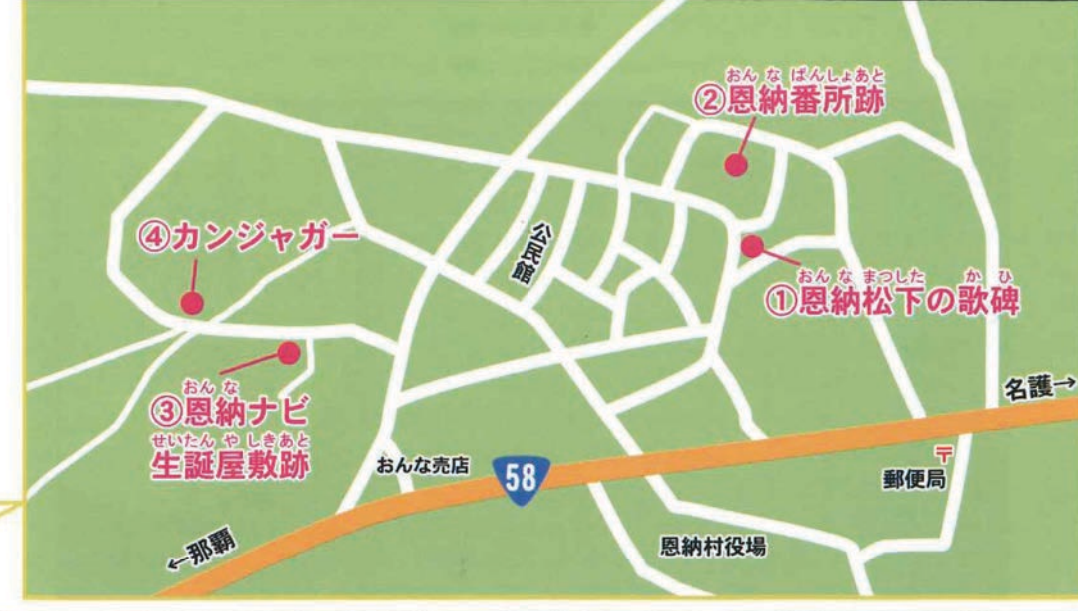 おんなばんしょあと
②恩納番所跡
④カンジャガー
公民館
おんなまつした かひ
①恩納松下の歌碑
名護→
おんな
③恩納ナビ
せいたんやしきあと
生誕屋敷跡
おんな売店
58
〒
郵便局
恩納村役場
←那覇